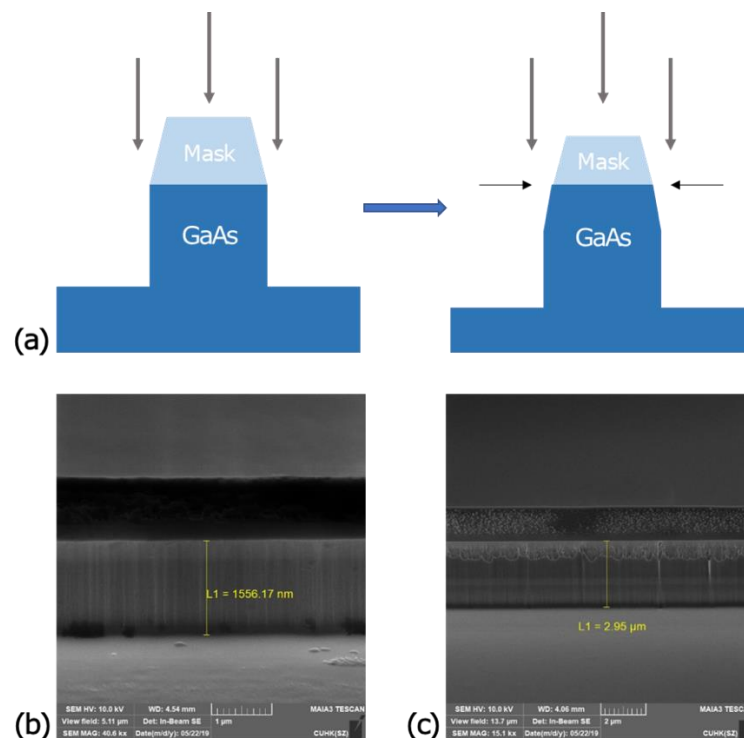 Mask
GaAs
Mask
GaAs
(a)
L1 = 1556.17 nm
SEM HV: 10.0 kV WD: 4.54 mm MAIA3 TESCAN
View field: 5.11 µm Det: In-Beam SE 1 µm
SEM MAG: 40.6 kx Date(m/d/y): 05/22/19 CUHK(SZ)
(b)
L1 = 2.95 µm
SEM HV: 10.0 kV WD: 4.06 mm MAIA3 TESC
View field: 13.7 µm Det: In-Beam SE 2 µm
SEM MAG: 15.1 kx Date(m/d/y): 05/22/19 CUHK(SZ)
(c)